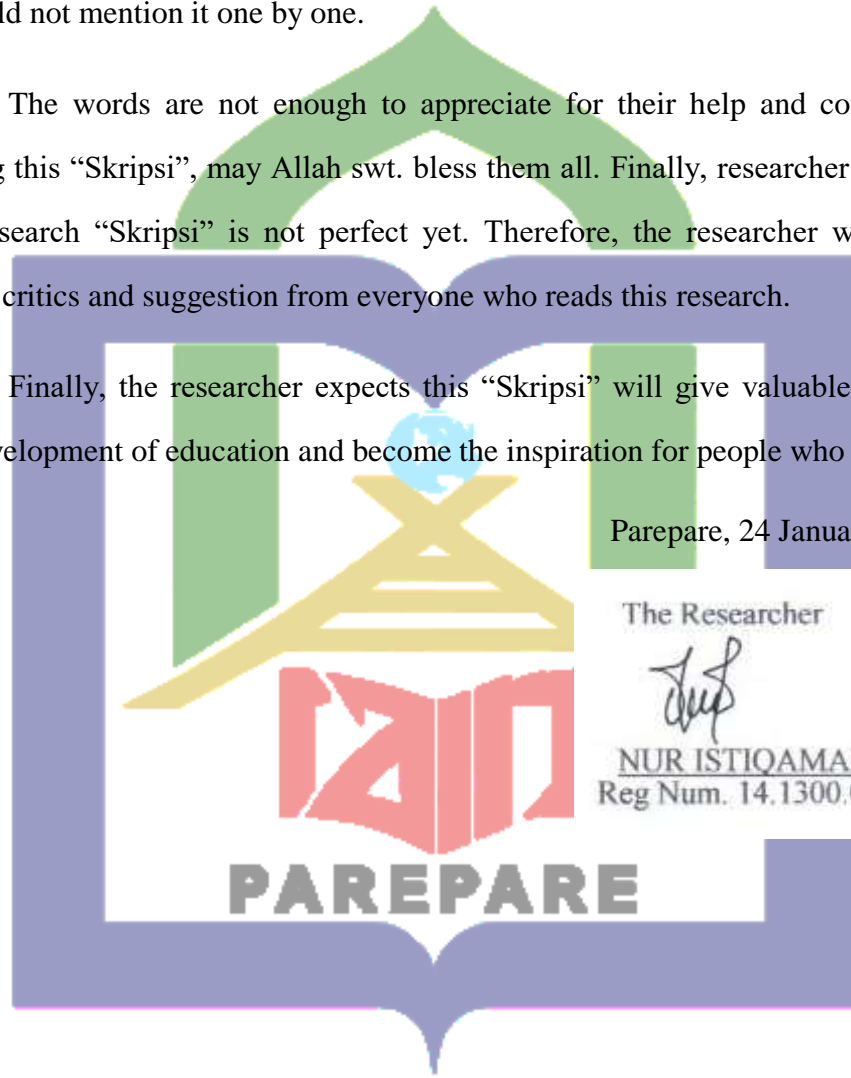 ld not mention it one by one.
The words are not enough to appreciate for their help and co
g this “Skripsi”, may Allah swt. bless them all. Finally, researcher
search “Skripsi” is not perfect yet. Therefore, the researcher w
critics and suggestion from everyone who reads this research.
Finally, the researcher expects this “Skripsi” will give valuable
velopment of education and become the inspiration for people who
Parepare, 24 Janua
The Researcher
NUR ISTIQAMA
Reg Num. 14.1300.
iain
PAREPARE